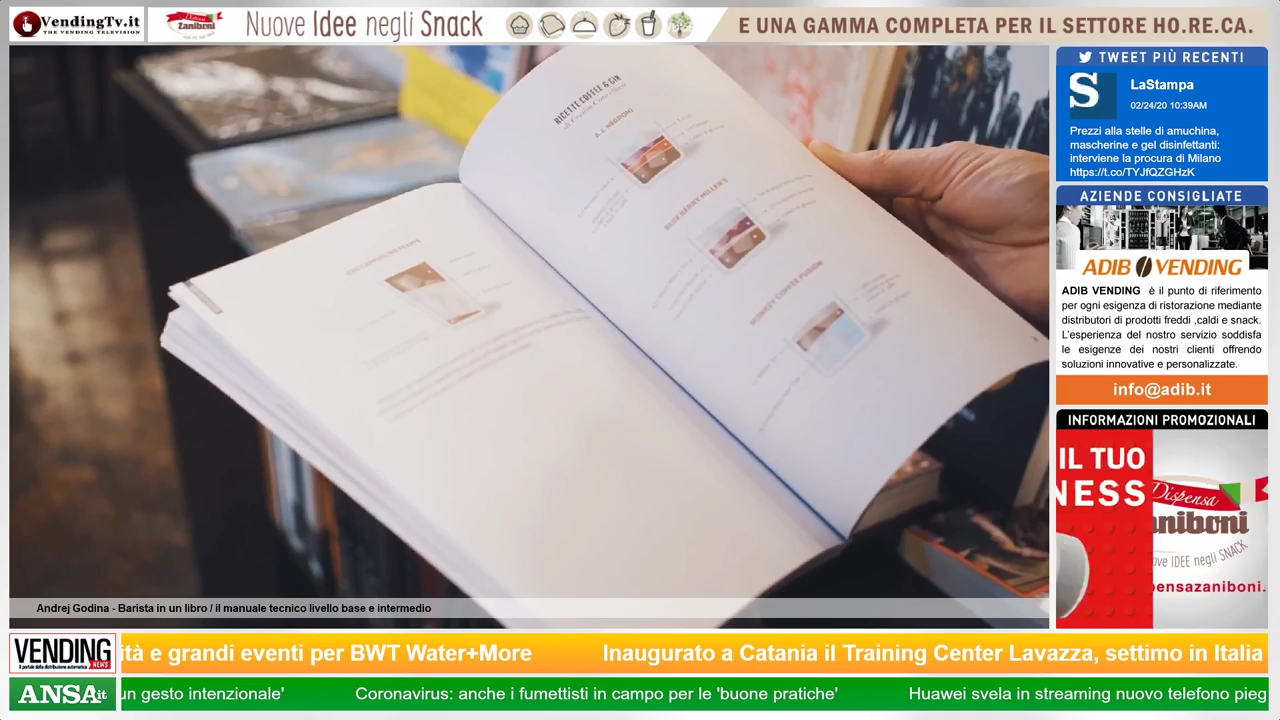 VendingTv.it
THE VENDING TELEVISION
Dispensa
Zaniboni
Nuove Idee negli Snack
E UNA GAMMA COMPLETA PER IL SETTORE HO.RE.CA.
RICETTE COFFEE & GIN
TWEET PIÙ RECENTI
LaStampa
02/24/20 10:39AM
Prezzi alla stelle di amuchina,
mascherine e gel disinfettanti:
interviene la procura di Milano
https://t.co/TYJfQZGHzK
AZIENDE CONSIGLIATE
ADIB VENDING
ADIB VENDING è il punto di riferimento
per ogni esigenza di ristorazione mediante
distributori di prodotti freddi ,caldi e snack.
L'esperienza del nostro servizio soddisfa
le esigenze dei nostri clienti offrendo
soluzioni innovative e personalizzate.
info@adib.it
INFORMAZIONI PROMOZIONALI
IL TUO
NESS
Dispensa
aniboni
ove IDEE negli SNACK
pensazaniboni.
Andrej Godina - Barista in un libro / il manuale tecnico livello base e intermedio
VENDING
NEWS
Il portale della distribuzione automatica
ità e grandi eventi per BWT Water+More
Inaugurato a Catania il Training Center Lavazza, settimo in Italia
ANSA.it
un gesto intenzionale'
Coronavirus: anche i fumettisti in campo per le 'buone pratiche'
Huawei svela in streaming nuovo telefono pieg